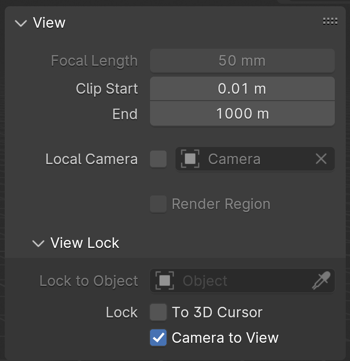 View
Focal Length 50 mm
Clip Start 0.01 m
End 1000 m
Local Camera Camera
Render Region
View Lock
Lock to Object Object
Lock To 3D Cursor
Camera to View